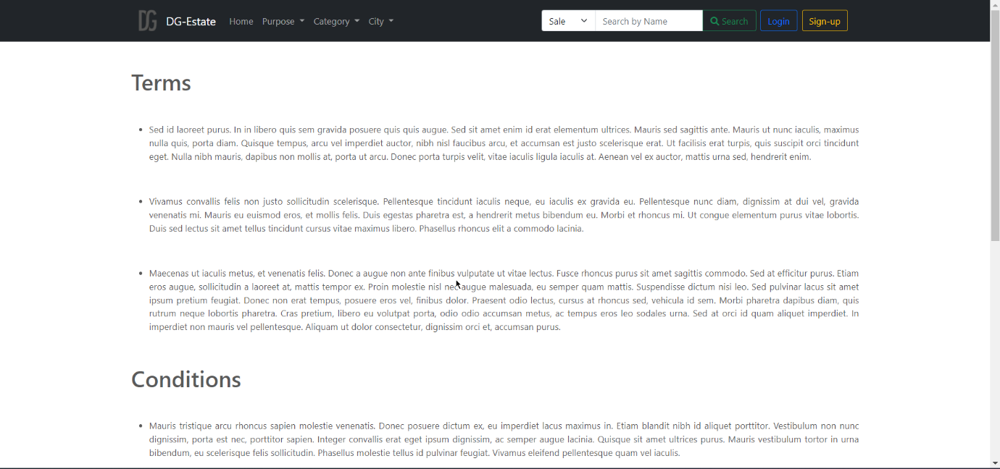 DG DG-Estate Home Purpose Category City Sale Search by Name Search Login Sign-up
Terms
Sed id laoreet purus. In in libero quis sem gravida posuere quis quis augue. Sed sit amet enim id erat elementum ultrices. Mauris sed sagittis ante. Mauris ut nunc iaculis, maximus
nulla quis, porta diam. Quisque tempus, arcu vel imperdiet auctor, nibh nisl faucibus arcu, et accumsan est justo scelerisque erat. Ut facilisis erat turpis, quis suscipit orci tincidunt
eget. Nulla nibh mauris, dapibus non mollis at, porta ut arcu. Donec porta turpis velit, vitae iaculis ligula iaculis at. Aenean vel ex auctor, mattis urna sed, hendrerit enim.
Vivamus convallis felis non justo sollicitudin scelerisque. Pellentesque tincidunt iaculis neque, eu iaculis ex gravida eu. Pellentesque nunc diam, dignissim at dui vel, gravida
venenatis mi. Mauris eu euismod eros, et mollis felis. Duis egestas pharetra est, a hendrerit metus bibendum eu. Morbi et rhoncus mi. Ut congue elementum purus vitae lobortis.
Duis sed lectus sit amet tellus tincidunt cursus vitae maximus libero. Phasellus rhoncus elit a commodo lacinia.
Maecenas ut iaculis metus, et venenatis felis. Donec a augue non ante finibus vulputate ut vitae lectus. Fusce rhoncus purus sit amet sagittis commodo. Sed at efficitur purus. Etiam
eros augue, sollicitudin a laoreet at, mattis tempor ex. Proin molestie nisl nec augue malesuada, eu semper quam mattis. Suspendisse dictum nisi leo. Sed pulvinar lacus sit amet
ipsum pretium feugiat. Donec non erat tempus, posuere eros vel, finibus dolor. Praesent odio lectus, cursus at rhoncus sed, vehicula id sem. Morbi pharetra dapibus diam, quis
rutrum neque lobortis pharetra. Cras pretium, libero eu volutpat porta, odio odio accumsan metus, ac tempus eros leo sodales urna. Sed at orci id quam aliquet imperdiet. In
imperdiet non mauris vel pellentesque. Aliquam ut dolor consectetur, dignissim orci et, accumsan purus.
Conditions
Mauris tristique arcu rhoncus sapien molestie venenatis. Donec posuere dictum ex, eu imperdiet lacus maximus in. Etiam blandit nibh id aliquet porttitor. Vestibulum non nunc
dignissim, porta est nec, porttitor sapien. Integer convallis erat eget ipsum dignissim, ac semper augue lacinia. Quisque sit amet ultrices purus. Mauris vestibulum tortor in urna
bibendum, eu scelerisque felis sollicitudin. Phasellus molestie tellus id pulvinar feugiat. Vivamus eleifend pellentesque quam vel iaculis.